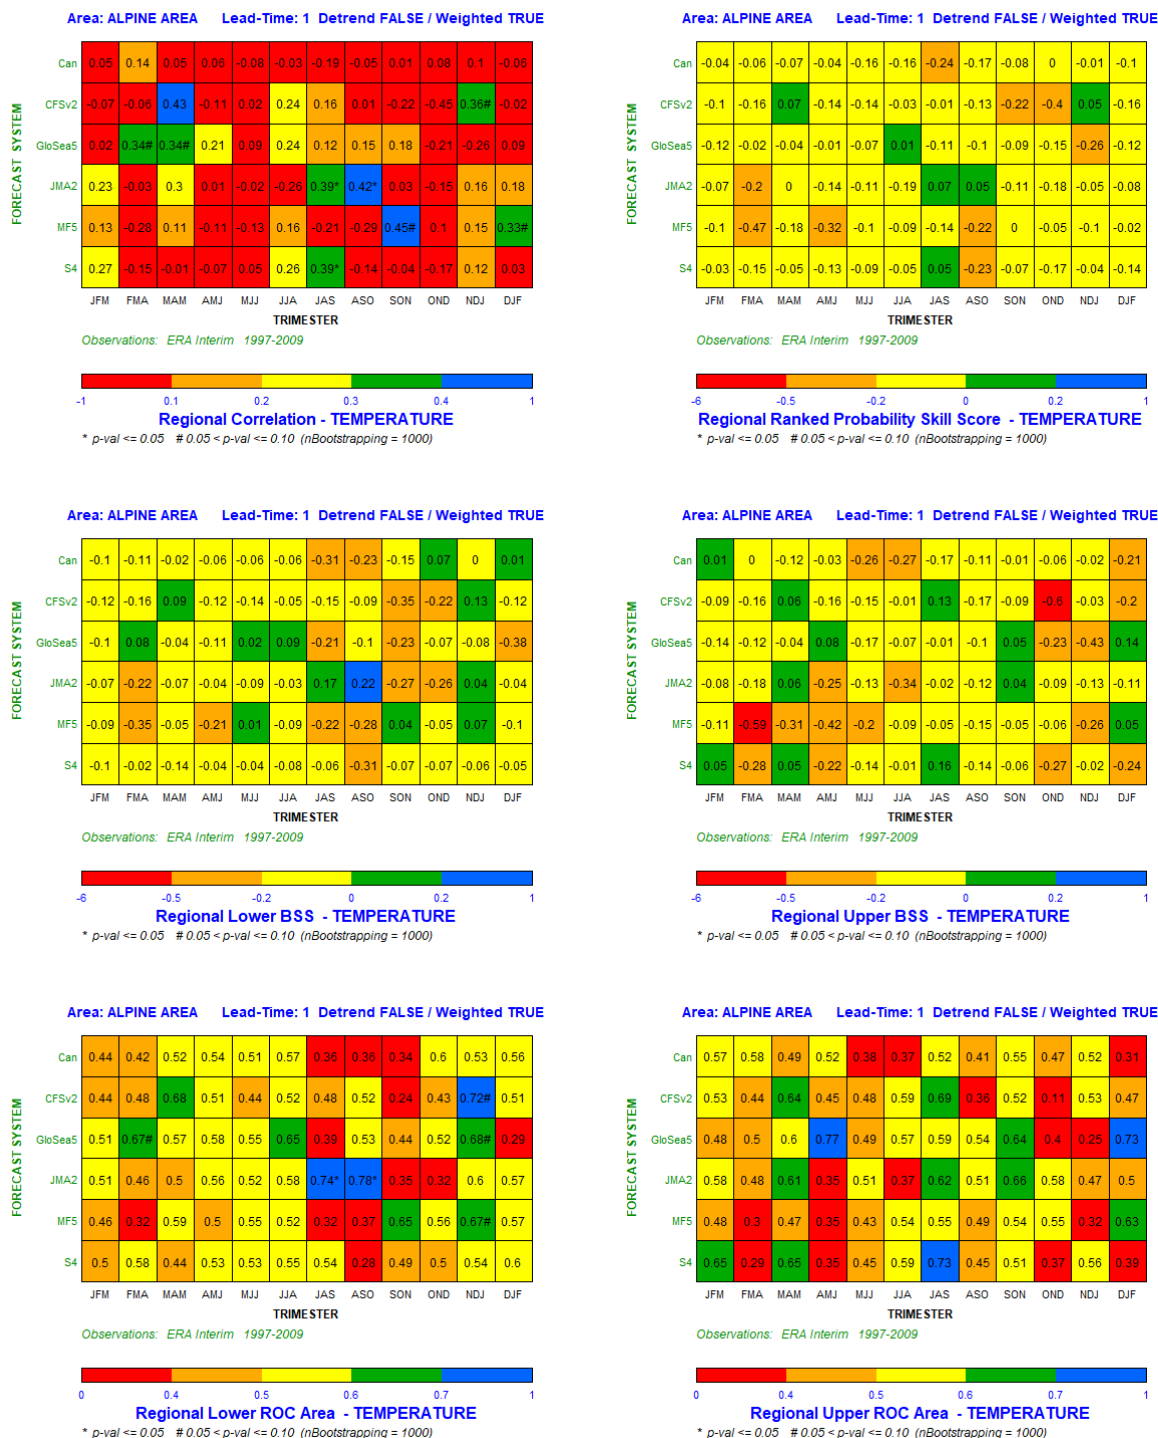 Area: ALPINE AREA Lead-Time: 1 Detrend FALSE / Weighted TRUE
FORECAST SYSTEM
Can 0.05 0.14 0.05 0.06 -0.08 -0.03 -0.19 -0.05 0.01 0.08 0.1 -0.06
CFSv2 -0.07 -0.06 0.43 -0.11 0.02 0.24 0.16 0.01 -0.22 -0.45 0.36# -0.02
GloSea5 0.02 0.34# 0.34# 0.21 0.09 0.24 0.12 0.15 0.18 -0.21 -0.26 0.09
JMA2 0.23 -0.03 0.3 0.01 -0.02 -0.26 0.39* 0.42* 0.03 -0.15 0.16 0.18
MF5 0.13 -0.28 0.11 -0.11 -0.13 0.16 -0.21 -0.29 0.45# 0.1 0.15 0.33#
S4 0.27 -0.15 -0.01 -0.07 0.05 0.26 0.39* -0.14 -0.04 -0.17 0.12 0.03
JFM FMA MAM AMJ MJJ JJA JAS ASO SON OND NDJ DJF
TRIMESTER
Observations: ERA Interim 1997-2009
-1 0.1 0.2 0.3 0.4 1
Regional Correlation - TEMPERATURE
* p-val <= 0.05 # 0.05 < p-val <= 0.10 (nBootstrapping = 1000)
Area: ALPINE AREA Lead-Time: 1 Detrend FALSE / Weighted TRUE
FORECAST SYSTEM
Can -0.04 -0.06 -0.07 -0.04 -0.16 -0.16 -0.24 -0.17 -0.08 0 -0.01 -0.1
CFSv2 -0.1 -0.16 0.07 -0.14 -0.14 -0.03 -0.01 -0.13 -0.22 -0.4 0.05 -0.16
GloSea5 -0.12 -0.02 -0.04 -0.01 -0.07 0.01 -0.11 -0.1 -0.09 -0.15 -0.26 -0.12
JMA2 -0.07 -0.2 0 -0.14 -0.11 -0.19 0.07 0.05 -0.11 -0.18 -0.05 -0.08
MF5 -0.1 -0.47 -0.18 -0.32 -0.1 -0.09 -0.14 -0.22 0 -0.05 -0.1 -0.02
S4 -0.03 -0.15 -0.05 -0.13 -0.09 -0.05 0.05 -0.23 -0.07 -0.17 -0.04 -0.14
JFM FMA MAM AMJ MJJ JJA JAS ASO SON OND NDJ DJF
TRIMESTER
Observations: ERA Interim 1997-2009
-6 -0.5 -0.2 0 0.2 1
Regional Ranked Probability Skill Score - TEMPERATURE
* p-val <= 0.05 # 0.05 < p-val <= 0.10 (nBootstrapping = 1000)
Area: ALPINE AREA Lead-Time: 1 Detrend FALSE / Weighted TRUE
FORECAST SYSTEM
Can -0.1 -0.11 -0.02 -0.06 -0.06 -0.06 -0.31 -0.23 -0.15 0.07 0 0.01
CFSv2 -0.12 -0.16 0.09 -0.12 -0.14 -0.05 -0.15 -0.09 -0.35 -0.22 0.13 -0.12
GloSea5 -0.1 0.08 -0.04 -0.11 0.02 0.09 -0.21 -0.1 -0.23 -0.07 -0.08 -0.38
JMA2 -0.07 -0.22 -0.07 -0.04 -0.09 -0.03 0.17 0.22 -0.27 -0.26 0.04 -0.04
MF5 -0.09 -0.35 -0.05 -0.21 0.01 -0.09 -0.22 -0.28 0.04 -0.05 0.07 -0.1
S4 -0.1 -0.02 -0.14 -0.04 -0.04 -0.08 -0.06 -0.31 -0.07 -0.07 -0.06 -0.05
JFM FMA MAM AMJ MJJ JJA JAS ASO SON OND NDJ DJF
TRIMESTER
Observations: ERA Interim 1997-2009
-6 -0.5 -0.2 0 0.2 1
Regional Lower BSS - TEMPERATURE
* p-val <= 0.05 # 0.05 < p-val <= 0.10 (nBootstrapping = 1000)
Area: ALPINE AREA Lead-Time: 1 Detrend FALSE / Weighted TRUE
FORECAST SYSTEM
Can 0.01 0 -0.12 -0.03 -0.26 -0.27 -0.17 -0.11 -0.01 -0.06 -0.02 -0.21
CFSv2 -0.09 -0.16 0.06 -0.16 -0.15 -0.01 0.13 -0.17 -0.09 -0.6 -0.03 -0.2
GloSea5 -0.14 -0.12 -0.04 0.08 -0.17 -0.07 -0.01 -0.1 0.05 -0.23 -0.43 0.14
JMA2 -0.08 -0.18 0.06 -0.25 -0.13 -0.34 -0.02 -0.12 0.04 -0.09 -0.13 -0.11
MF5 -0.11 -0.59 -0.31 -0.42 -0.2 -0.09 -0.05 -0.15 -0.05 -0.06 -0.26 0.05
S4 0.05 -0.28 0.05 -0.22 -0.14 -0.01 0.16 -0.14 -0.06 -0.27 -0.02 -0.24
JFM FMA MAM AMJ MJJ JJA JAS ASO SON OND NDJ DJF
TRIMESTER
Observations: ERA Interim 1997-2009
-6 -0.5 -0.2 0 0.2 1
Regional Upper BSS - TEMPERATURE
* p-val <= 0.05 # 0.05 < p-val <= 0.10 (nBootstrapping = 1000)
Area: ALPINE AREA Lead-Time: 1 Detrend FALSE / Weighted TRUE
FORECAST SYSTEM
Can 0.44 0.42 0.52 0.54 0.51 0.57 0.36 0.36 0.34 0.6 0.53 0.56
CFSv2 0.44 0.48 0.68 0.51 0.44 0.52 0.48 0.52 0.24 0.43 0.72# 0.51
GloSea5 0.51 0.67# 0.57 0.58 0.55 0.65 0.39 0.53 0.44 0.52 0.68# 0.29
JMA2 0.51 0.46 0.5 0.56 0.52 0.58 0.74* 0.78* 0.35 0.32 0.6 0.57
MF5 0.46 0.32 0.59 0.5 0.55 0.52 0.32 0.37 0.65 0.56 0.67# 0.57
S4 0.5 0.58 0.44 0.53 0.53 0.55 0.54 0.28 0.49 0.5 0.54 0.6
JFM FMA MAM AMJ MJJ JJA JAS ASO SON OND NDJ DJF
TRIMESTER
Observations: ERA Interim 1997-2009
0 0.4 0.5 0.6 0.7 1
Regional Lower ROC Area - TEMPERATURE
* p-val <= 0.05 # 0.05 < p-val <= 0.10 (nBootstrapping = 1000)
Area: ALPINE AREA Lead-Time: 1 Detrend FALSE / Weighted TRUE
FORECAST SYSTEM
Can 0.57 0.58 0.49 0.52 0.38 0.37 0.52 0.41 0.55 0.47 0.52 0.31
CFSv2 0.53 0.44 0.64 0.45 0.48 0.59 0.69 0.36 0.52 0.11 0.53 0.47
GloSea5 0.48 0.5 0.6 0.77 0.49 0.57 0.59 0.54 0.64 0.4 0.25 0.73
JMA2 0.58 0.48 0.61 0.35 0.51 0.37 0.62 0.51 0.66 0.58 0.47 0.5
MF5 0.48 0.3 0.47 0.35 0.43 0.54 0.55 0.49 0.54 0.55 0.32 0.63
S4 0.65 0.29 0.65 0.35 0.45 0.59 0.73 0.45 0.51 0.37 0.56 0.39
JFM FMA MAM AMJ MJJ JJA JAS ASO SON OND NDJ DJF
TRIMESTER
Observations: ERA Interim 1997-2009
0 0.4 0.5 0.6 0.7 1
Regional Upper ROC Area - TEMPERATURE
* p-val <= 0.05 # 0.05 < p-val <= 0.10 (nBootstrapping = 1000)